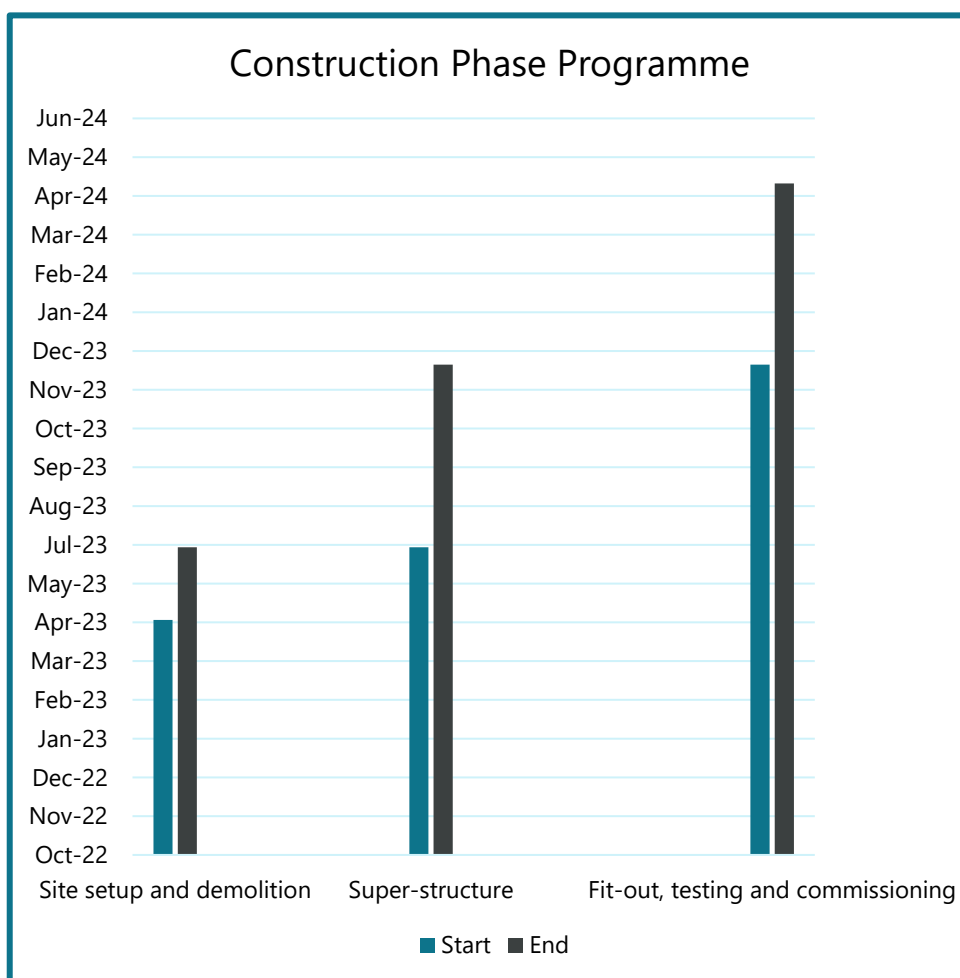 Construction Phase Programme
Jun-24
May-24
Apr-24
Mar-24
Feb-24
Jan-24
Dec-23
Nov-23
Oct-23
Sep-23
Aug-23
Jul-23
May-23
Apr-23
Mar-23
Feb-23
Jan-23
Dec-22
Nov-22
Oct-22
Site setup and demolition Super-structure Fit-out, testing and commissioning
Start End